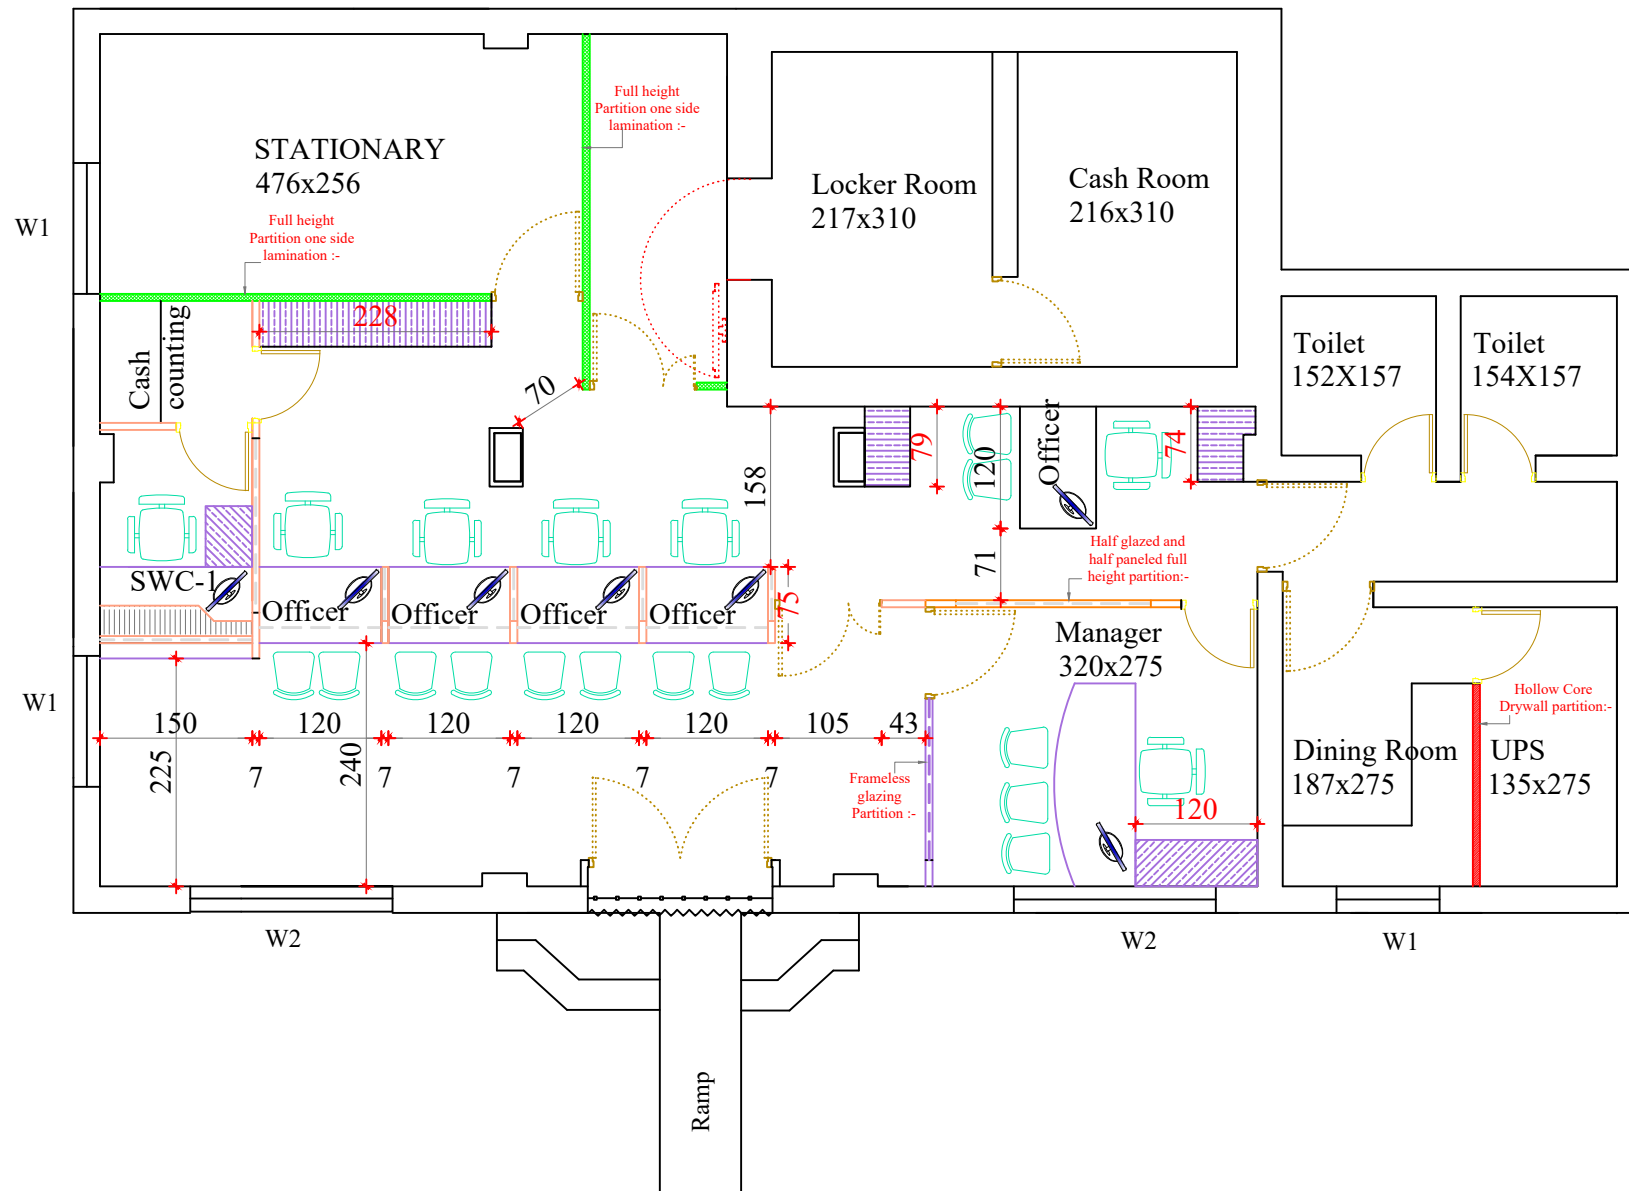 Full height
Partition one side
lamination :-
STATIONARY
476x256
Locker Room
217x310
Cash Room
216x310
Full height
Partition one side
lamination :-
W1
228
Cash
counting
Toilet
152X157
Toilet
154X157
70
158
79
120
Officer
74
71
Half glazed and
half paneled full
height partition:-
SWC-1
Officer
Officer
Officer
Officer
75
Manager
320x275
W1
150
120
120
120
120
105
43
225
7
240
7
7
7
7
Frameless
glazing
Partition :-
120
Hollow Core
Drywall partition:-
Dining Room
187x275
UPS
135x275
W2
W2
W1
Ramp